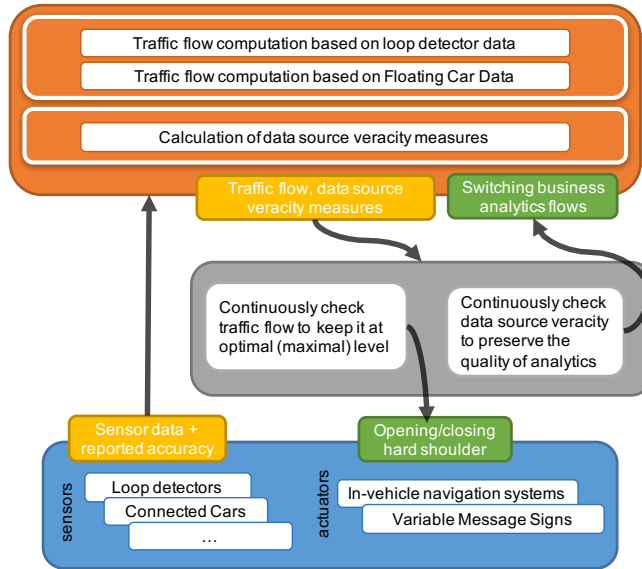 Traffic flow computation based on loop detector data
Traffic flow computation based on Floating Car Data
Calculation of data source veracity measures
Traffic flow, data source
veracity measures
Switching business
analytics flows
Continuously check
traffic flow to keep it at
optimal (maximal) level
Continuously check
data source veracity
to preserve the
quality of analytics
Sensor data +
reported accuracy
Opening/closing
hard shoulder
sensors
Loop detectors
Connected Cars
...
actuators
In-vehicle navigation systems
Variable Message Signs